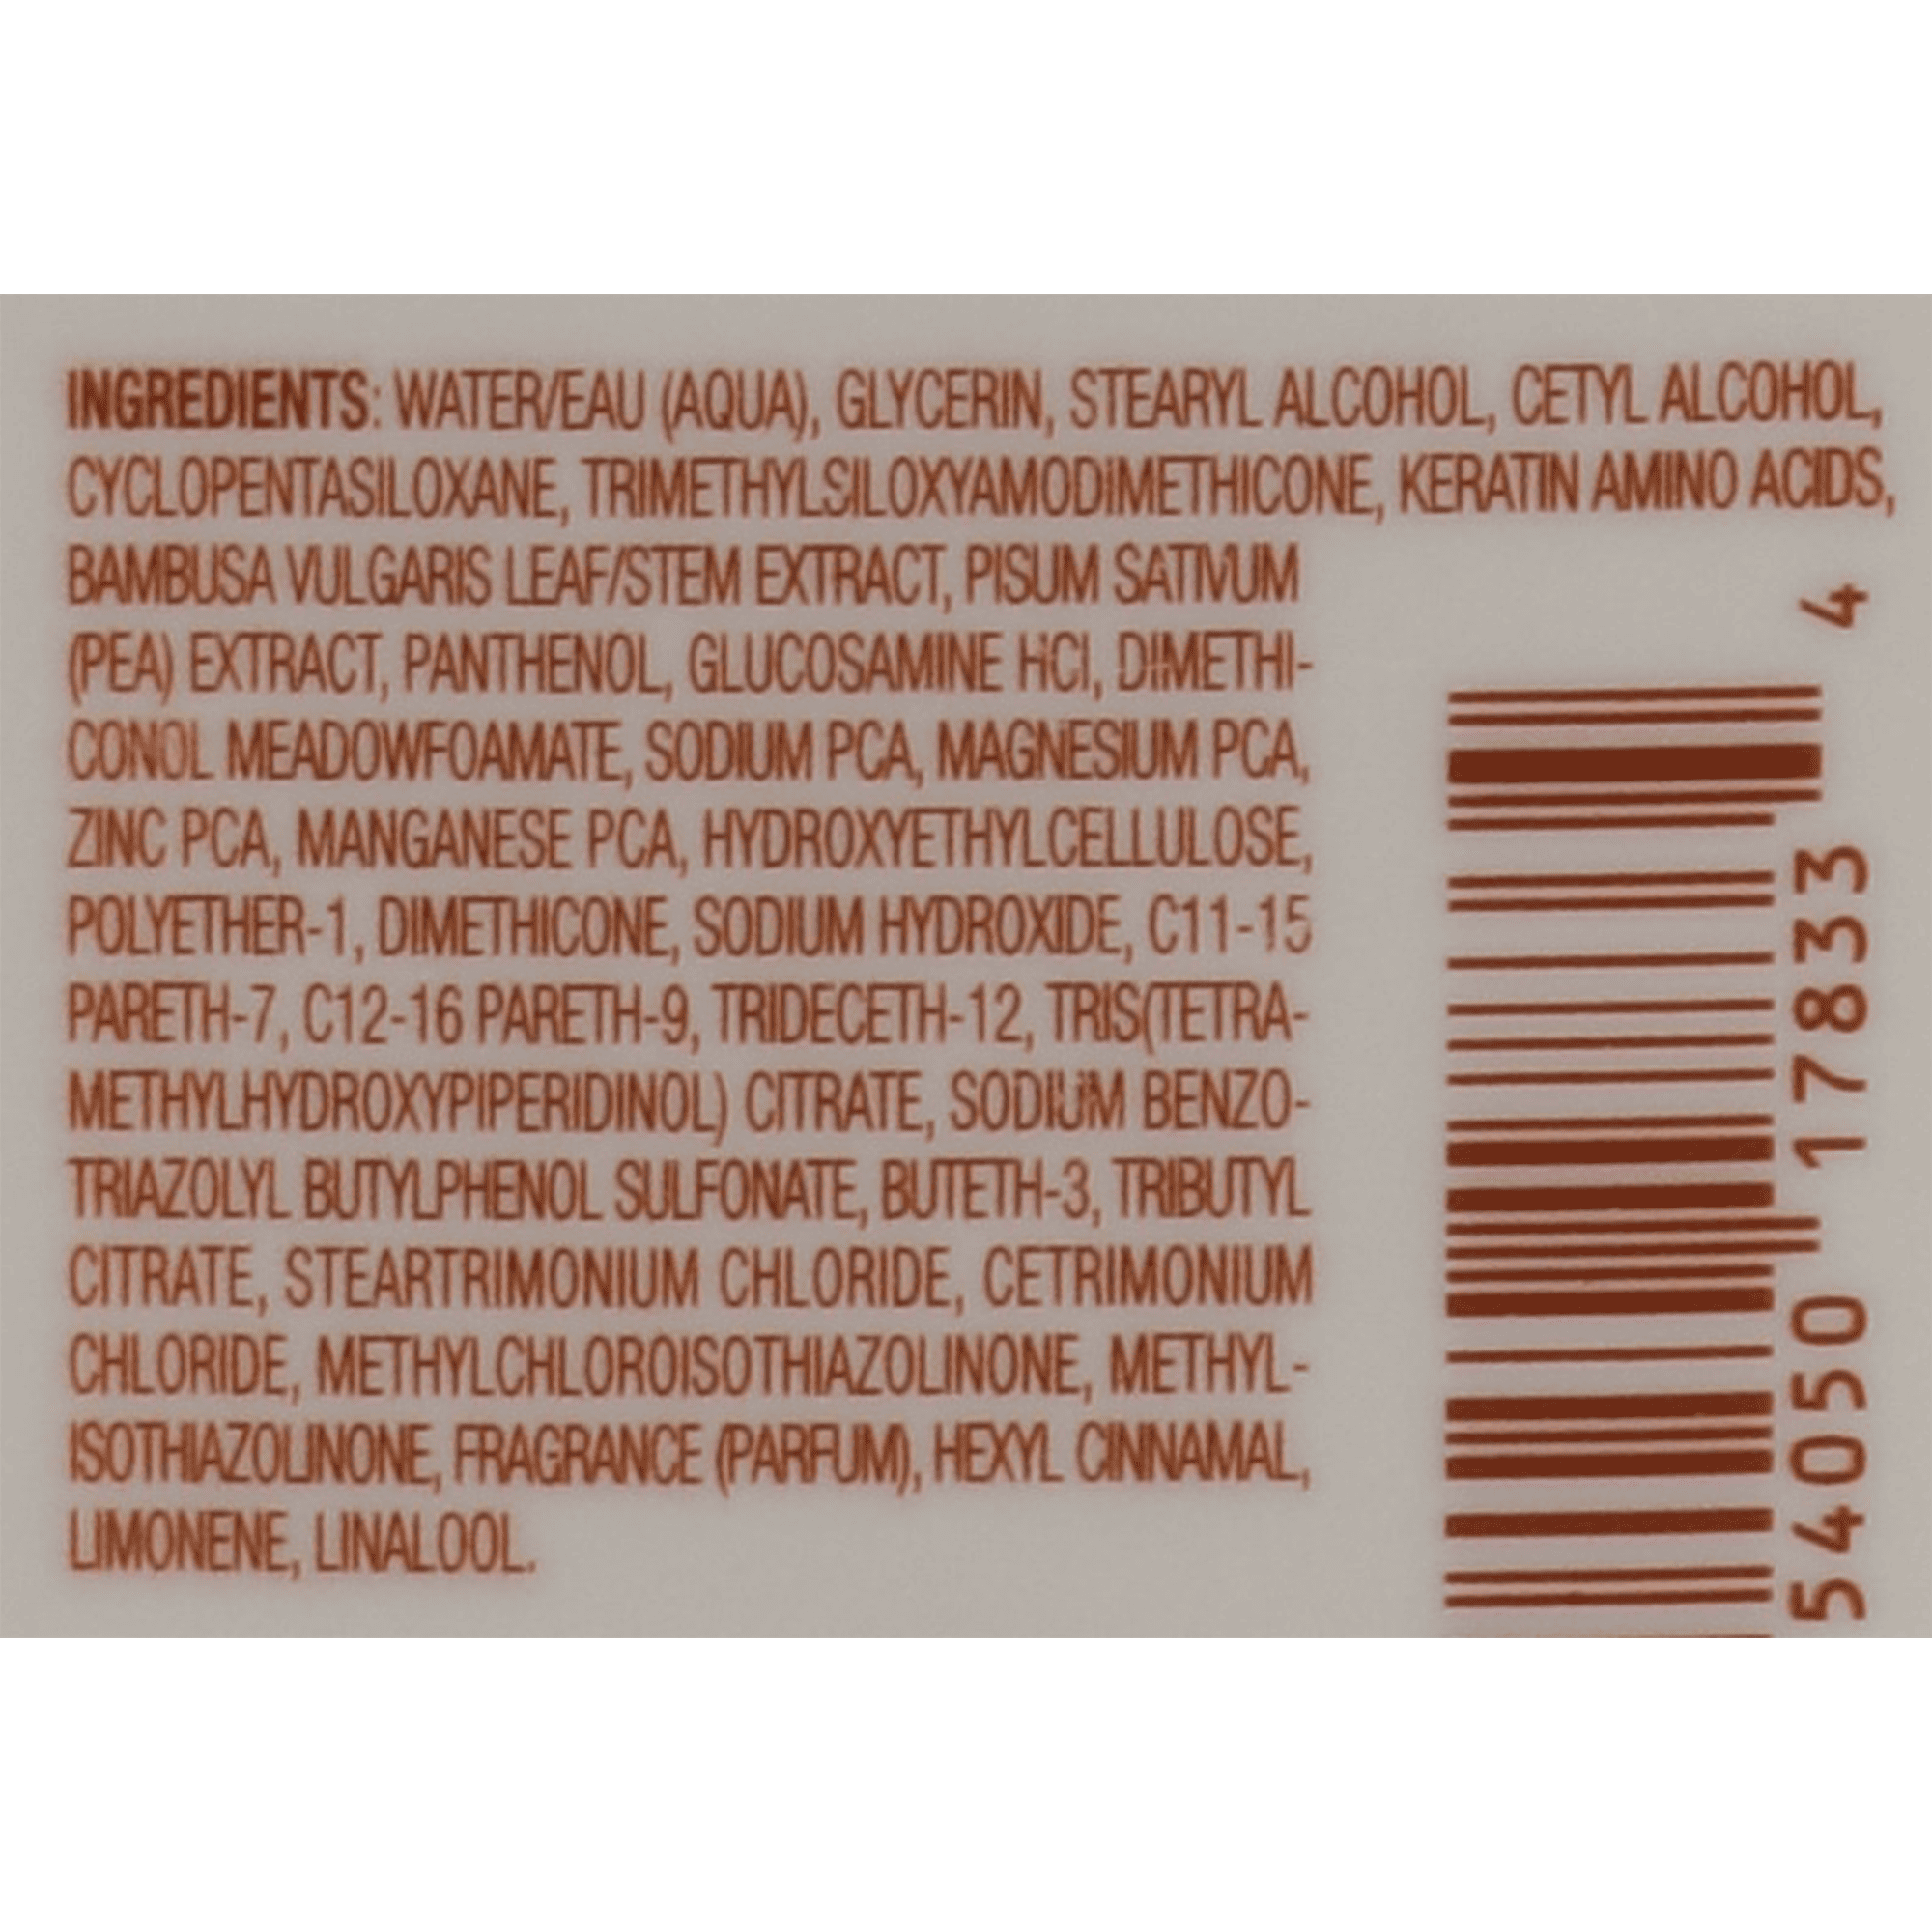 INGREDIENTS: WATER/EAU (AQUA), GLYCERIN, STEARYL ALCOHOL, CETYL ALCOHOL,
CYCLOPENTASILOXANE, TRIMETHYLSILOXYAMODIMETHICONE, KERATIN AMINO ACIDS,
BAMBUSA VULGARIS LEAF/STEM EXTRACT, PISUM SATIVUM
(PEA) EXTRACT, PANTHENOL, GLUCOSAMINE HCl, DIMETHI-
CONOL MEADOWFOAMATE, SODIUM PCA, MAGNESIUM PCA,
ZINC PCA, MANGANESE PCA, HYDROXYETHYLCELLULOSE,
POLYETHER-1, DIMETHICONE, SODIUM HYDROXIDE, C11-15
PARETH-7, C12-16 PARETH-9, TRIDECETH-12, TRIS(TETRA-
METHYLHYDROXYPIPERIDINOL) CITRATE, SODIUM BENZO-
TRIAZOLYL BUTYLPHENOL SULFONATE, BUTETH-3, TRIBUTYL
CITRATE, STEARTRIMONIUM CHLORIDE, CETRIMONIUM
CHLORIDE, METHYLCHLOROISOTHIAZOLINONE, METHYL-
ISOTHIAZOLINONE, FRAGRANCE (PARFUM), HEXYL CINNAMAL,
LIMONENE, LINALOOL.
54050 17833 4